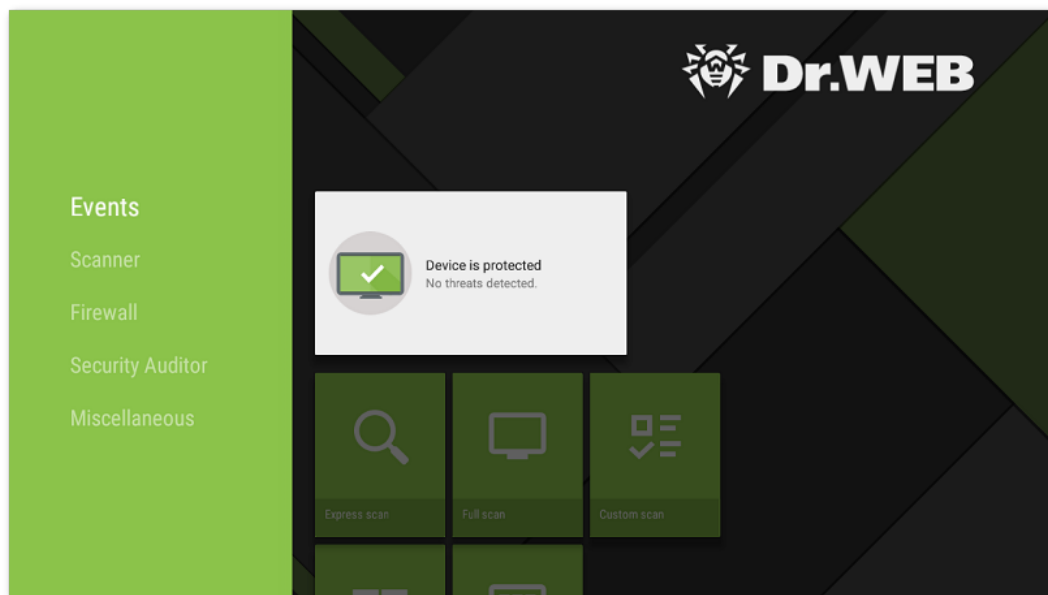 Dr.WEB
Events
Scanner
Firewall
Security Auditor
Miscellaneous
Device is protected
No threats detected.
Express scan
Full scan
Custom scan